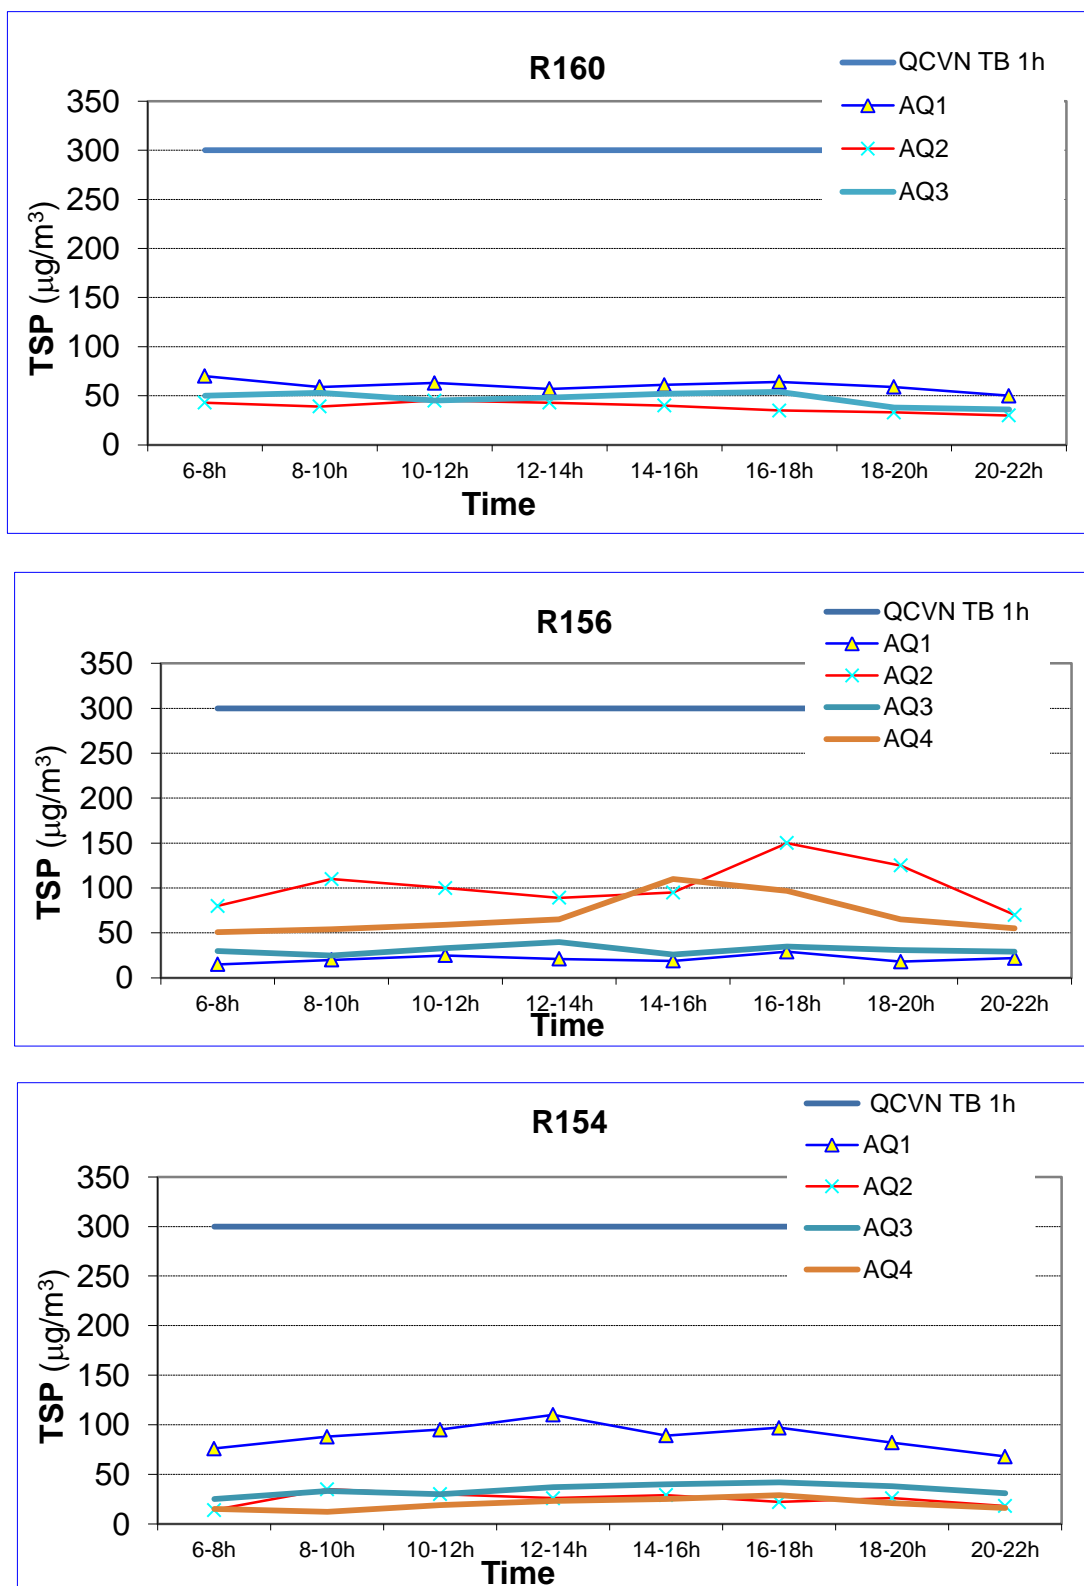 R160
QCVN TB 1h
AQ1
AQ2
AQ3
350
300
250
200
150
100
50
0
TSP (µg/m³)
6-8h 8-10h 10-12h 12-14h 14-16h 16-18h 18-20h 20-22h
Time
R156
QCVN TB 1h
AQ1
AQ2
AQ3
AQ4
350
300
250
200
150
100
50
0
TSP (µg/m³)
6-8h 8-10h 10-12h 12-14h 14-16h 16-18h 18-20h 20-22h
Time
R154
QCVN TB 1h
AQ1
AQ2
AQ3
AQ4
350
300
250
200
150
100
50
0
TSP (µg/m³)
6-8h 8-10h 10-12h 12-14h 14-16h 16-18h 18-20h 20-22h
Time